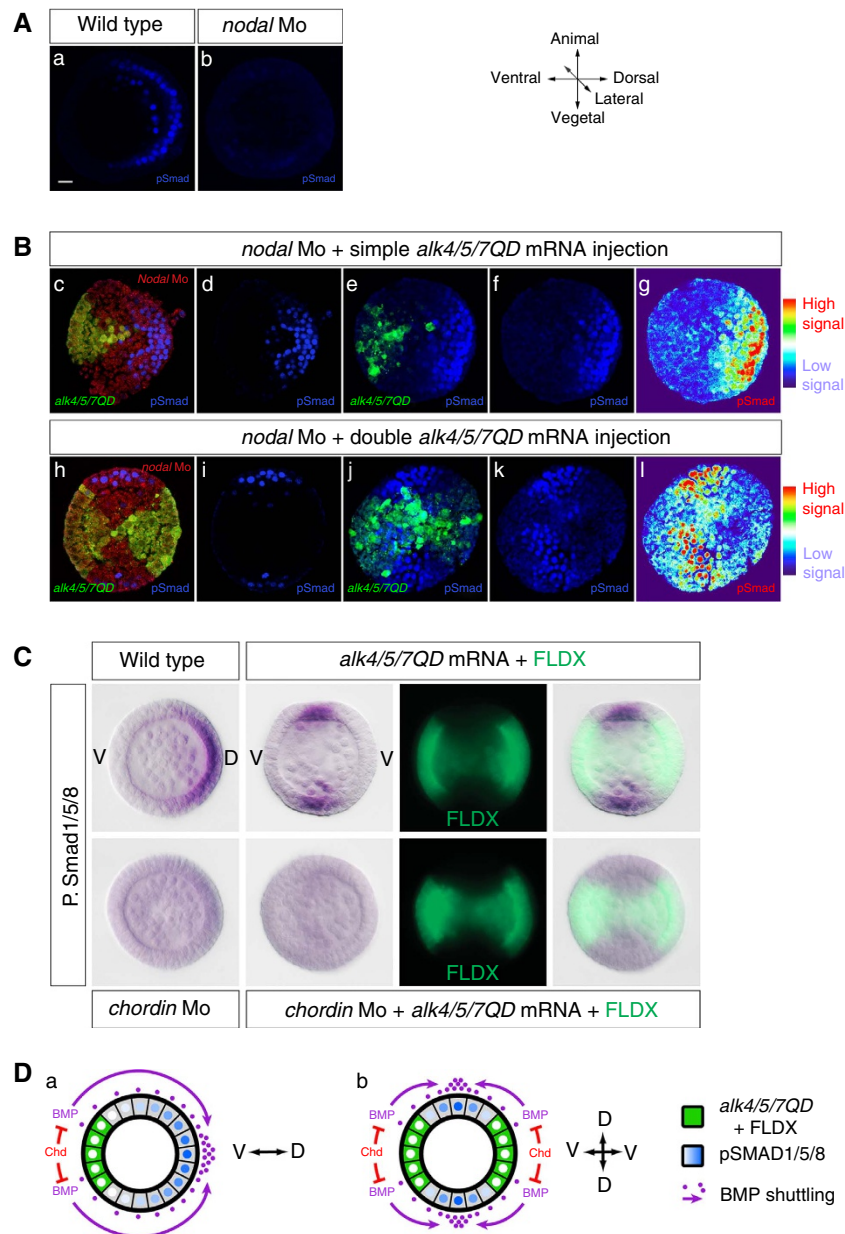 A
Wild type
nodal Mo
a
b
pSmad
pSmad
Animal
Ventral
Dorsal
Lateral
Vegetal
B
nodal Mo + simple alk4/5/7QD mRNA injection
c
Nodal Mo
d
e
f
g
alk4/5/7QD
pSmad
pSmad
alk4/5/7QD
pSmad
pSmad
pSmad
High
signal
Low
signal
nodal Mo + double alk4/5/7QD mRNA injection
h
nodal Mo
i
j
k
l
alk4/5/7QD
pSmad
pSmad
alk4/5/7QD
pSmad
pSmad
pSmad
High
signal
Low
signal
C
Wild type
alk4/5/7QD mRNA + FLDX
P. Smad1/5/8
V
D
V
V
FLDX
FLDX
chordin Mo
chordin Mo + alk4/5/7QD mRNA + FLDX
D
a
BMP
Chd
BMP
V
D
b
BMP
BMP
Chd
Chd
BMP
BMP
D
V
V
D
alk4/5/7QD
+ FLDX
pSMAD1/5/8
BMP shuttling